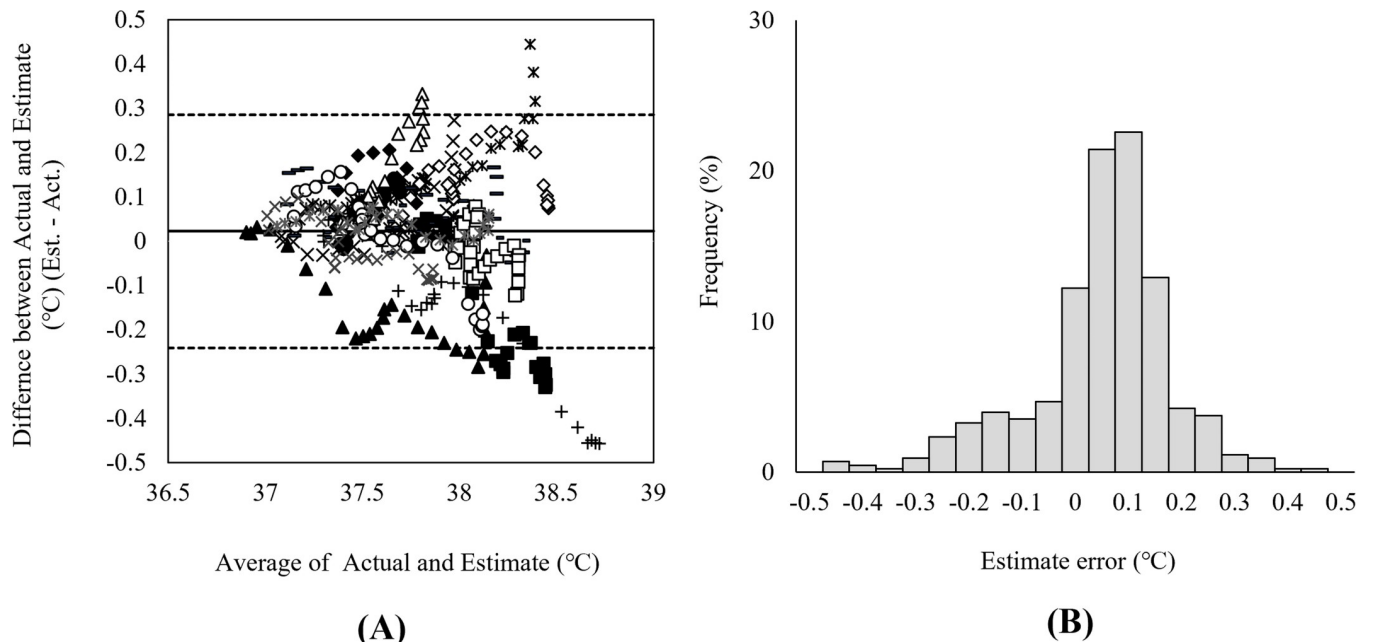 Differnce between Actual and Estimate
(°C) (Est. - Act.)
0.5
0.4
0.3
0.2
0.1
0
-0.1
-0.2
-0.3
-0.4
-0.5
36.5 37 37.5 38 38.5 39
Average of Actual and Estimate (°C)
(A)
Frequency (%)
30
20
10
0
-0.5 -0.4 -0.3 -0.2 -0.1 0 0.1 0.2 0.3 0.4 0.5
Estimate error (°C)
(B)